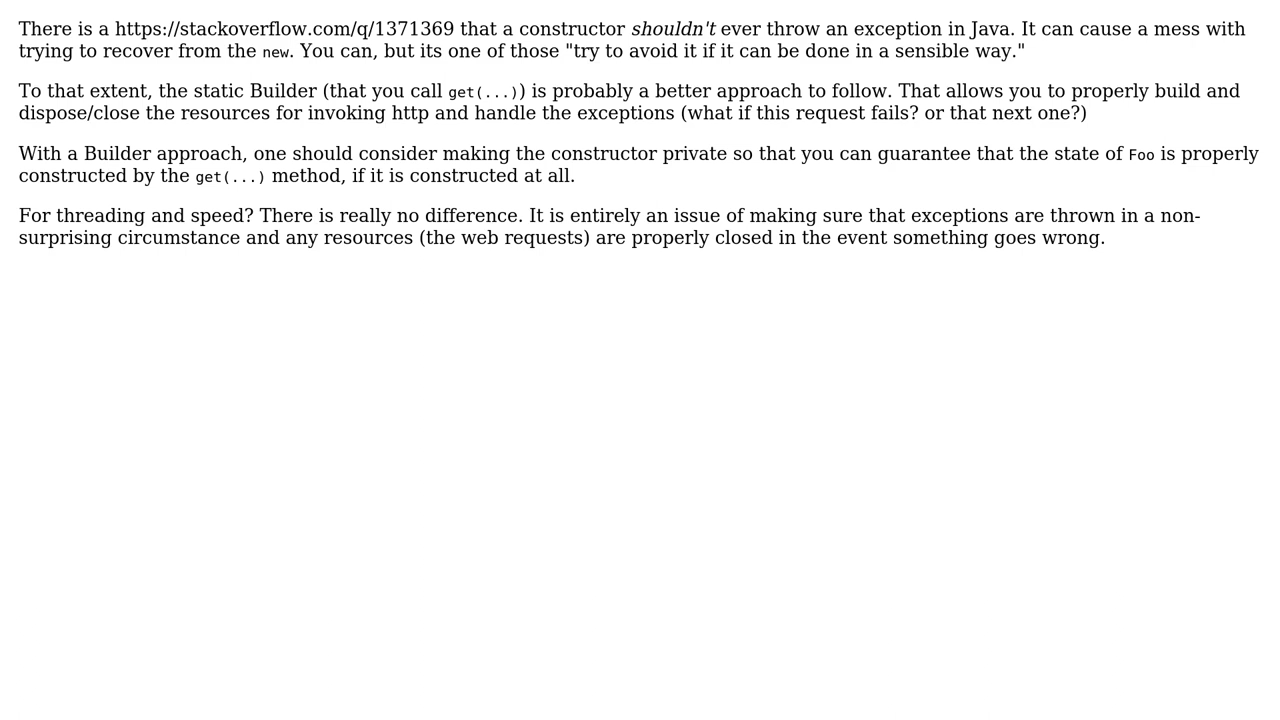 There is a https://stackoverflow.com/q/1371369 that a constructor shouldn't ever throw an exception in Java. It can cause a mess with
trying to recover from the new. You can, but its one of those "try to avoid it if it can be done in a sensible way."
To that extent, the static Builder (that you call get(...)) is probably a better approach to follow. That allows you to properly build and
dispose/close the resources for invoking http and handle the exceptions (what if this request fails? or that next one?)
With a Builder approach, one should consider making the constructor private so that you can guarantee that the state of Foo is properly
constructed by the get(...) method, if it is constructed at all.
For threading and speed? There is really no difference. It is entirely an issue of making sure that exceptions are thrown in a non-
surprising circumstance and any resources (the web requests) are properly closed in the event something goes wrong.